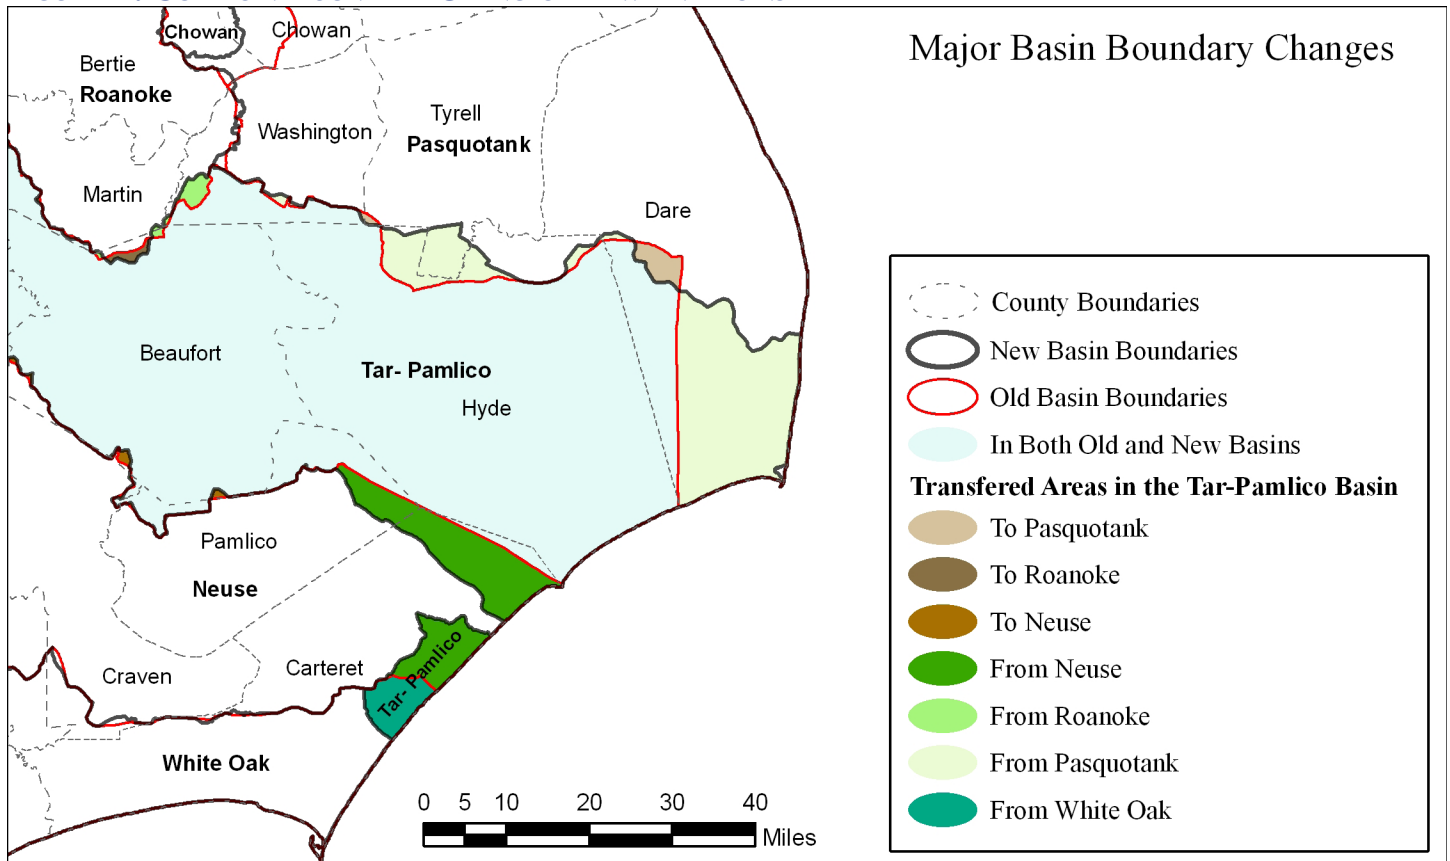 Major Basin Boundary Changes
Chowan
Chowan
Bertie
Roanoke
Washington
Tyrell
Pasquotank
Martin
Dare
Beaufort
Tar- Pamlico
Hyde
Pamlico
Neuse
Craven
Carteret
Tar- Pamlico
White Oak
0 5 10 20 30 40
Miles
County Boundaries
New Basin Boundaries
Old Basin Boundaries
In Both Old and New Basins
Transfered Areas in the Tar-Pamlico Basin
To Pasquotank
To Roanoke
To Neuse
From Neuse
From Roanoke
From Pasquotank
From White Oak